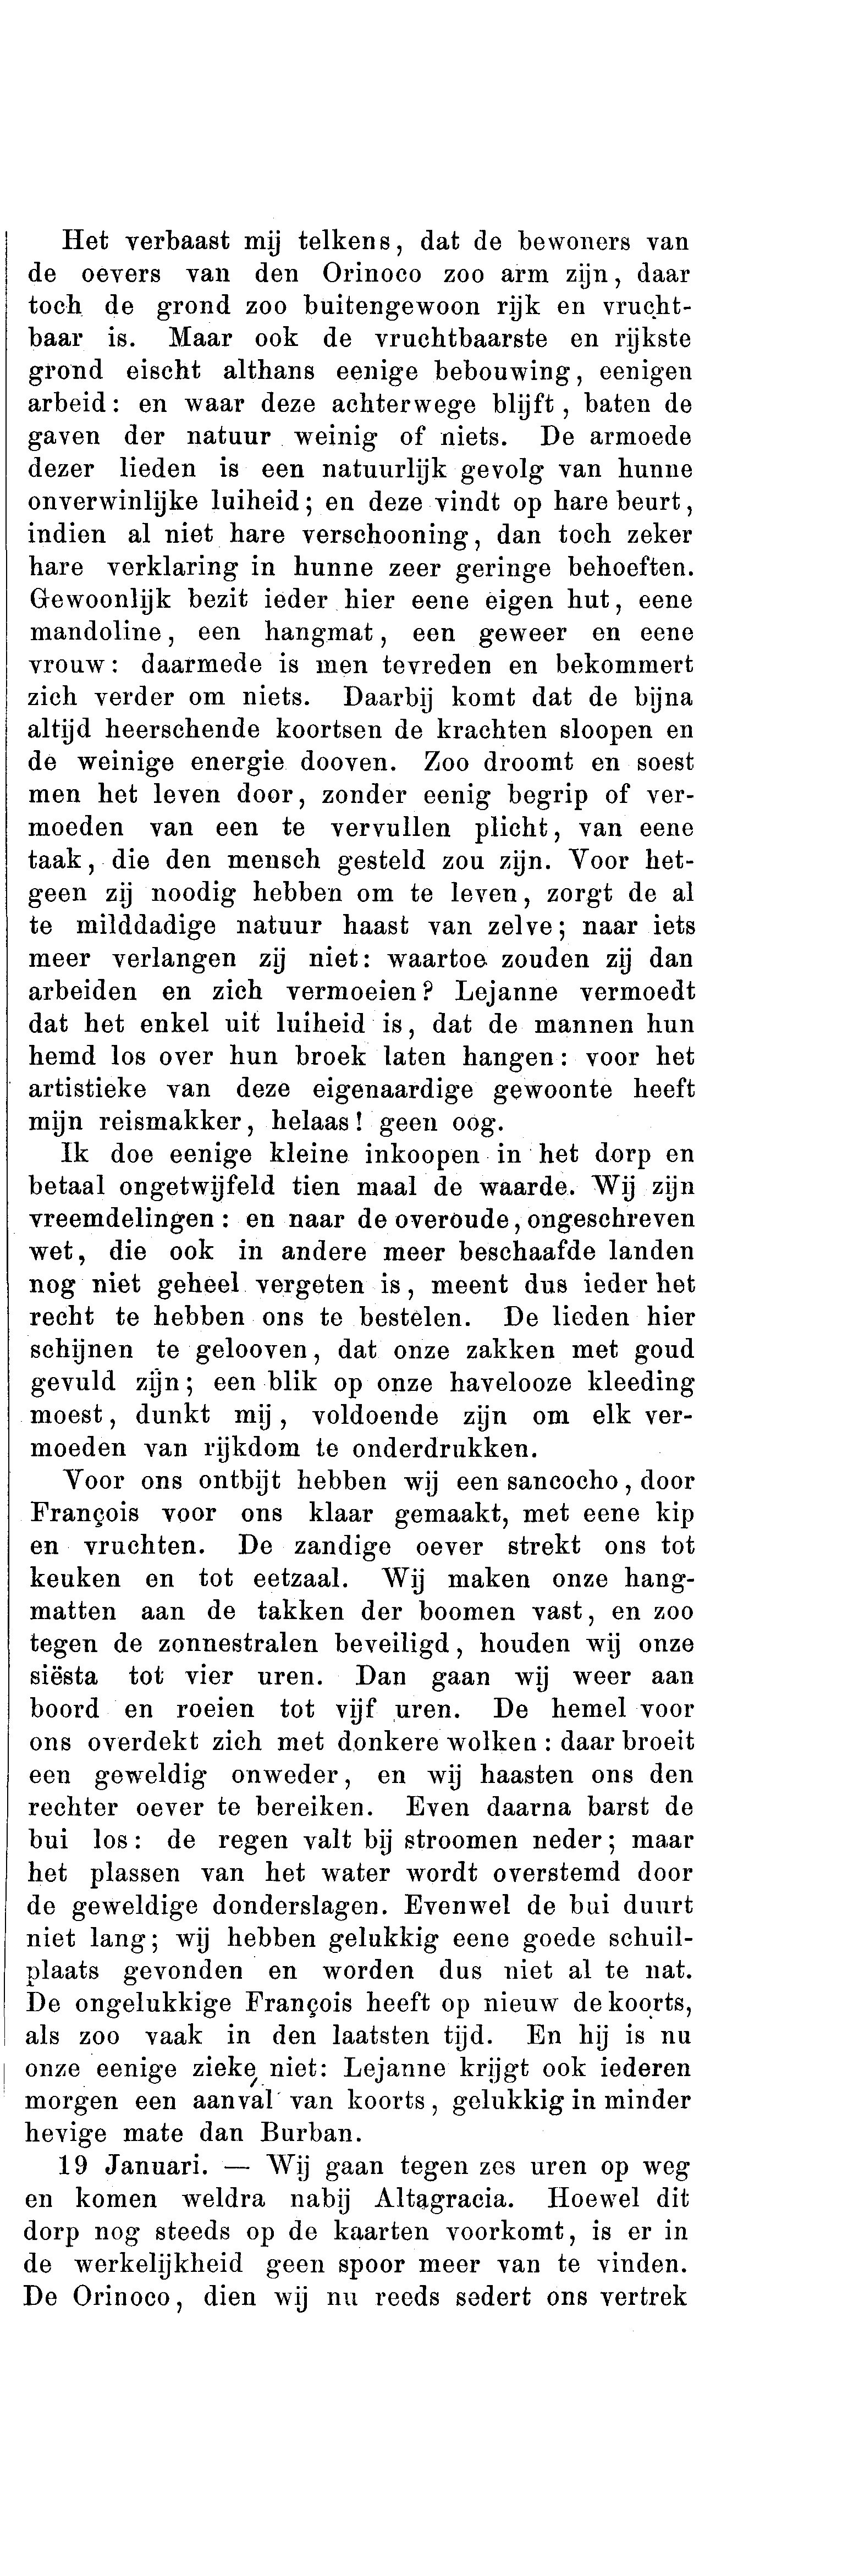 Het verbaast mij telkens, dat de bewoners van
de oevers van den Orinoco zoo arm zijn, daar
toch de grond zoo buitengewoon rijk en vrucht-
baar is. Maar ook de vruchtbaarste en rijkste
grond eischt althans eenige bebouwing, eenigen
arbeid: en waar deze achterwege blijft, baten de
gaven der natuur weinig of niets. De armoede
dezer lieden is een natuurlijk gevolg van hunne
onverwinlijke luiheid; en deze vindt op hare beurt,
indien al niet hare verschooning, dan toch zeker
hare verklaring in hunne zeer geringe behoeften.
Gewoonlijk bezit ieder hier eene eigen hut, eene
mandoline, een hangmat, een geweer en eene
vrouw: daarmede is men tevreden en bekommert
zich verder om niets. Daarbij komt dat de bijna
altijd heerschende koortsen de krachten sloopen en
de weinige energie dooven. Zoo droomt en soest
men het leven door, zonder eenig begrip of ver-
moeden van een te vervullen plicht, van eene
taak, die den mensch gesteld zou zijn. Voor het-
geen zij noodig hebben om te leven, zorgt de al
te milddadige natuur haast van zelve; naar iets
meer verlangen zij niet: waartoe zouden zij dan
arbeiden en zich vermoeien? Lejanne vermoedt
dat het enkel uit luiheid is, dat de mannen hun
hemd los over hun broek laten hangen: voor het
artistieke van deze eigenaardige gewoonte heeft
mijn reismakker, helaas! geen oog.
Ik doe eenige kleine inkoopen in het dorp en
betaal ongetwijfeld tien maal de waarde. Wij zijn
vreemdelingen: en naar de overoude, ongeschreven
wet, die ook in andere meer beschaafde landen
nog niet geheel vergeten is, meent dus ieder het
recht te hebben ons te bestelen. De lieden hier
schijnen te gelooven, dat onze zakken met goud
gevuld zijn; een blik op onze havelooze kleeding
moest, dunkt mij, voldoende zijn om elk ver-
moeden van rijkdom te onderdrukken.
Voor ons ontbijt hebben wij een sancocho, door
François voor ons klaar gemaakt, met eene kip
en vruchten. De zandige oever strekt ons tot
keuken en tot eetzaal. Wij maken onze hang-
matten aan de takken der boomen vast, en zoo
tegen de zonnestralen beveiligd, houden wij onze
siësta tot vier uren. Dan gaan wij weer aan
boord en roeien tot vijf uren. De hemel voor
ons overdekt zich met donkere wolken: daar broeit
een geweldig onweder, en wij haasten ons den
rechter oever te bereiken. Even daarna barst de
bui los: de regen valt bij stroomen neder; maar
het plassen van het water wordt overstemd door
de geweldige donderslagen. Evenwel de bui duurt
niet lang; wij hebben gelukkig eene goede schuil-
plaats gevonden en worden dus niet al te nat.
De ongelukkige François heeft op nieuw de koorts,
als zoo vaak in den laatsten tijd. En hij is nu
onze eenige zieke niet: Lejanne krijgt ook iederen
morgen een aanval van koorts, gelukkig in minder
hevige mate dan Burban.
19 Januari. — Wij gaan tegen zes uren op weg
en komen weldra nabij Altagracia. Hoewel dit
dorp nog steeds op de kaarten voorkomt, is er in
de werkelijkheid geen spoor meer van te vinden.
De Orinoco, dien wij nu reeds sedert ons vertrek